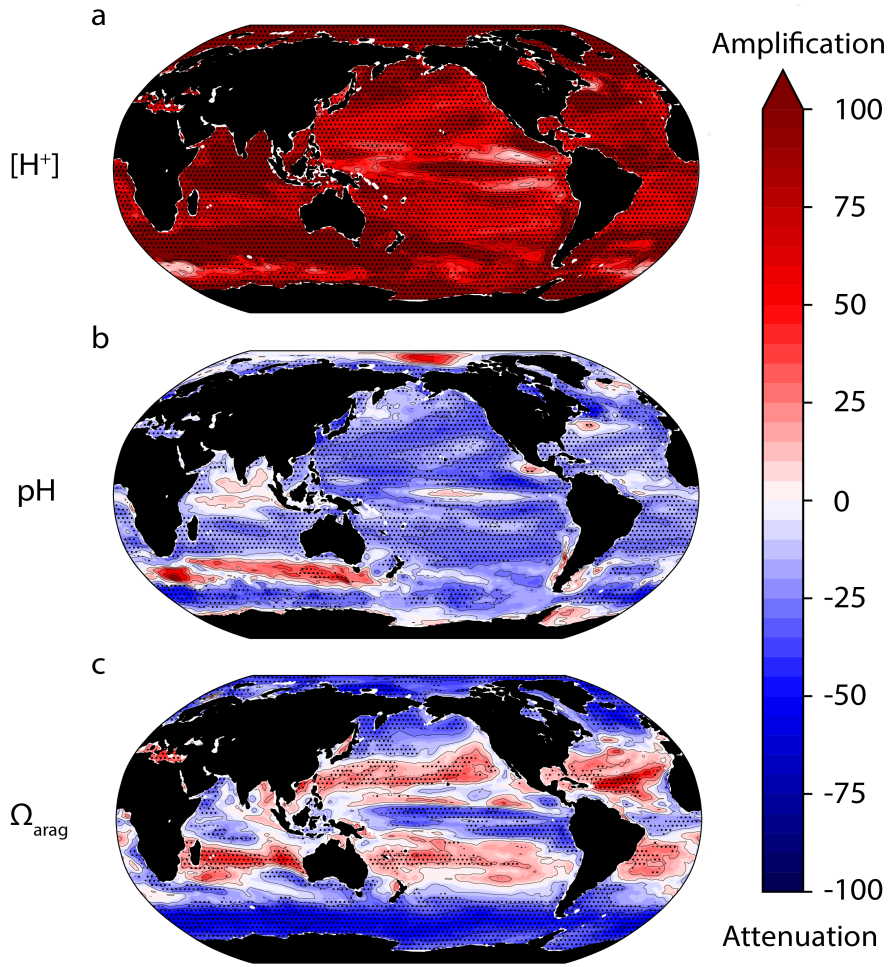 a
Amplification
[H⁺]
100
75
50
25
0
-25
-50
-75
-100
Attenuation
b
pH
c
Ωarag